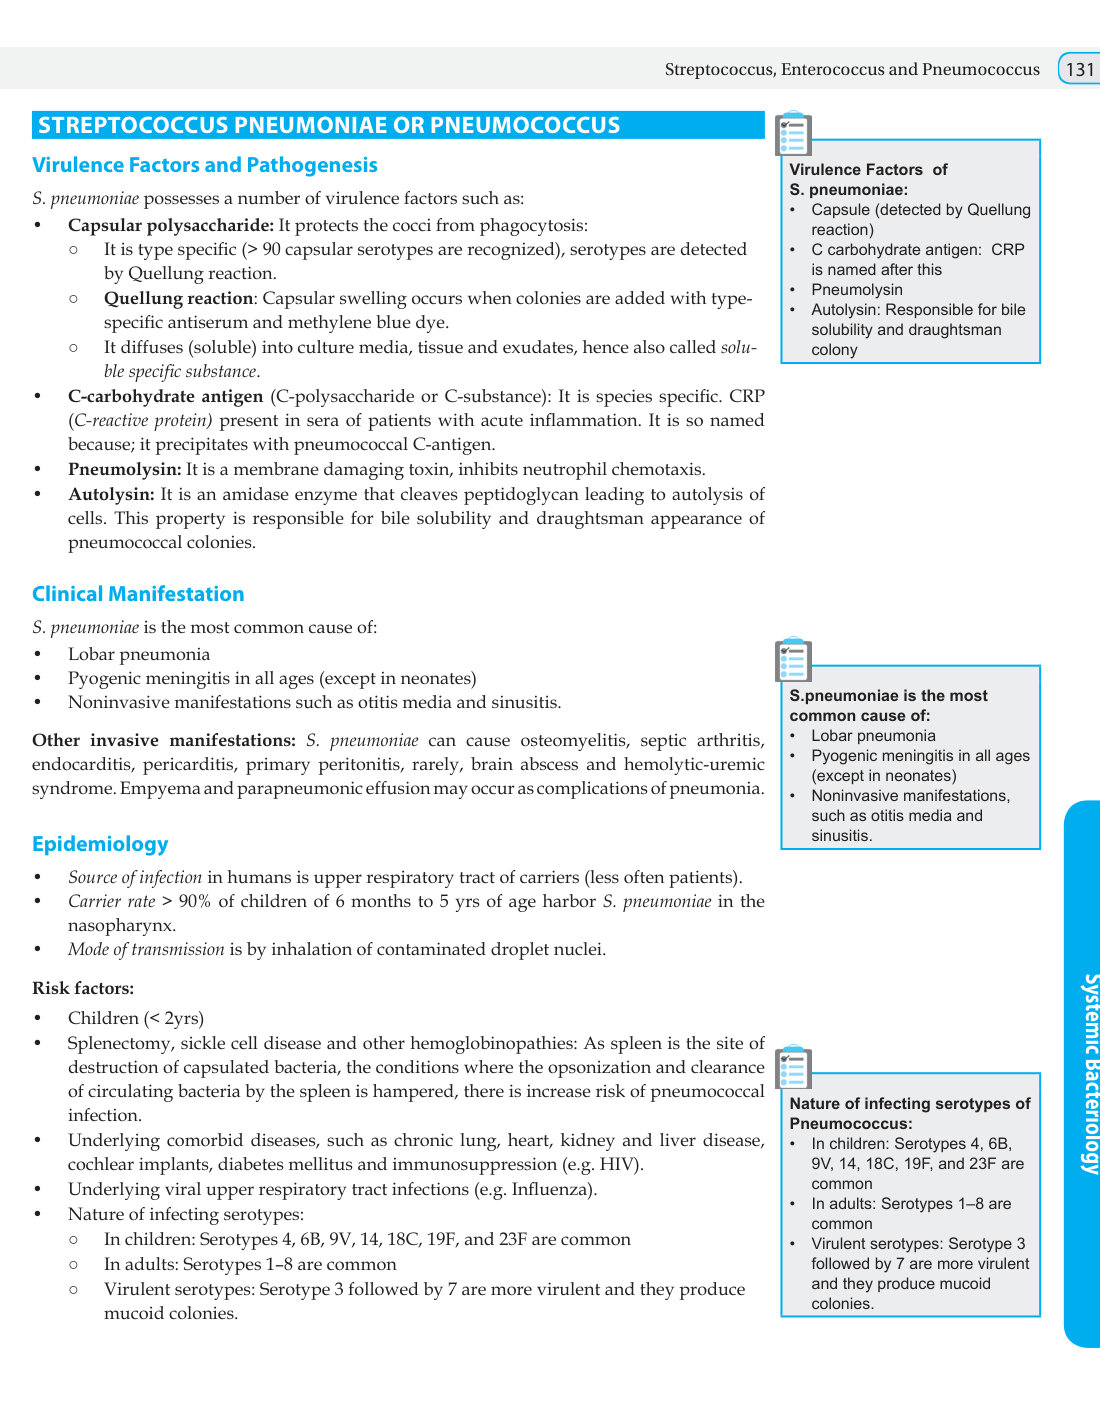 Streptococcus, Enterococcus and Pneumococcus 131
STREPTOCOCCUS PNEUMONIAE OR PNEUMOCOCCUS
Virulence Factors and Pathogenesis
S. pneumoniae possesses a number of virulence factors such as:
• Capsular polysaccharide: It protects the cocci from phagocytosis:
○ It is type specific (> 90 capsular serotypes are recognized), serotypes are detected
by Quellung reaction.
○ Quellung reaction: Capsular swelling occurs when colonies are added with type-
specific antiserum and methylene blue dye.
○ It diffuses (soluble) into culture media, tissue and exudates, hence also called solu-
ble specific substance.
• C-carbohydrate antigen (C-polysaccharide or C-substance): It is species specific. CRP
(C-reactive protein) present in sera of patients with acute inflammation. It is so named
because; it precipitates with pneumococcal C-antigen.
• Pneumolysin: It is a membrane damaging toxin, inhibits neutrophil chemotaxis.
• Autolysin: It is an amidase enzyme that cleaves peptidoglycan leading to autolysis of
cells. This property is responsible for bile solubility and draughtsman appearance of
pneumococcal colonies.
Virulence Factors of
S. pneumoniae:
• Capsule (detected by Quellung
reaction)
• C carbohydrate antigen: CRP
is named after this
• Pneumolysin
• Autolysin: Responsible for bile
solubility and draughtsman
colony
Clinical Manifestation
S. pneumoniae is the most common cause of:
• Lobar pneumonia
• Pyogenic meningitis in all ages (except in neonates)
• Noninvasive manifestations such as otitis media and sinusitis.
Other invasive manifestations: S. pneumoniae can cause osteomyelitis, septic arthritis,
endocarditis, pericarditis, primary peritonitis, rarely, brain abscess and hemolytic-uremic
syndrome. Empyema and parapneumonic effusion may occur as complications of pneumonia.
S.pneumoniae is the most
common cause of:
• Lobar pneumonia
• Pyogenic meningitis in all ages
(except in neonates)
• Noninvasive manifestations,
such as otitis media and
sinusitis.
Epidemiology
• Source of infection in humans is upper respiratory tract of carriers (less often patients).
• Carrier rate > 90% of children of 6 months to 5 yrs of age harbor S. pneumoniae in the
nasopharynx.
• Mode of transmission is by inhalation of contaminated droplet nuclei.
Risk factors:
• Children (< 2yrs)
• Splenectomy, sickle cell disease and other hemoglobinopathies: As spleen is the site of
destruction of capsulated bacteria, the conditions where the opsonization and clearance
of circulating bacteria by the spleen is hampered, there is increase risk of pneumococcal
infection.
• Underlying comorbid diseases, such as chronic lung, heart, kidney and liver disease,
cochlear implants, diabetes mellitus and immunosuppression (e.g. HIV).
• Underlying viral upper respiratory tract infections (e.g. Influenza).
• Nature of infecting serotypes:
○ In children: Serotypes 4, 6B, 9V, 14, 18C, 19F, and 23F are common
○ In adults: Serotypes 1–8 are common
○ Virulent serotypes: Serotype 3 followed by 7 are more virulent and they produce
mucoid colonies.
Nature of infecting serotypes of
Pneumococcus:
• In children: Serotypes 4, 6B,
9V, 14, 18C, 19F, and 23F are
common
• In adults: Serotypes 1–8 are
common
• Virulent serotypes: Serotype 3
followed by 7 are more virulent
and they produce mucoid
colonies.
Systemic Bacteriology